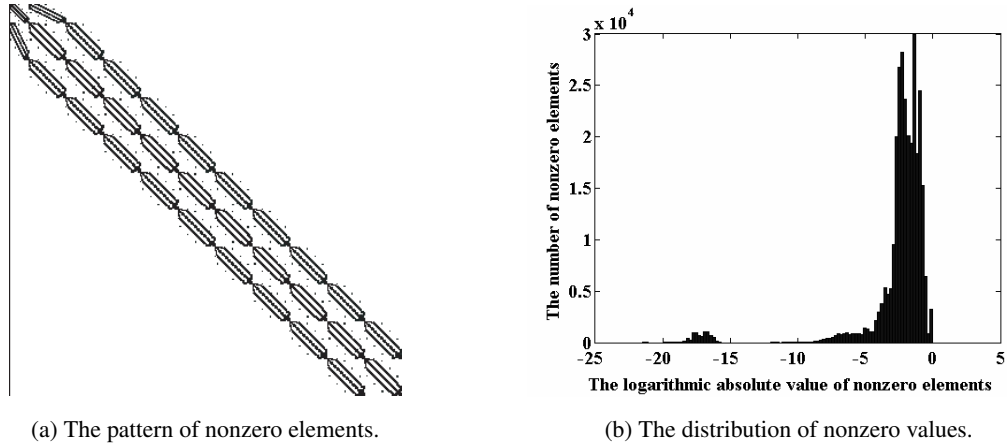 3 x 10^4
2.5
2
1.5
1
0.5
0
-25
-20
-15
-10
-5
0
5
The number of nonzero elements
The logarithmic absolute value of nonzero elements
(a) The pattern of nonzero elements.
(b) The distribution of nonzero values.